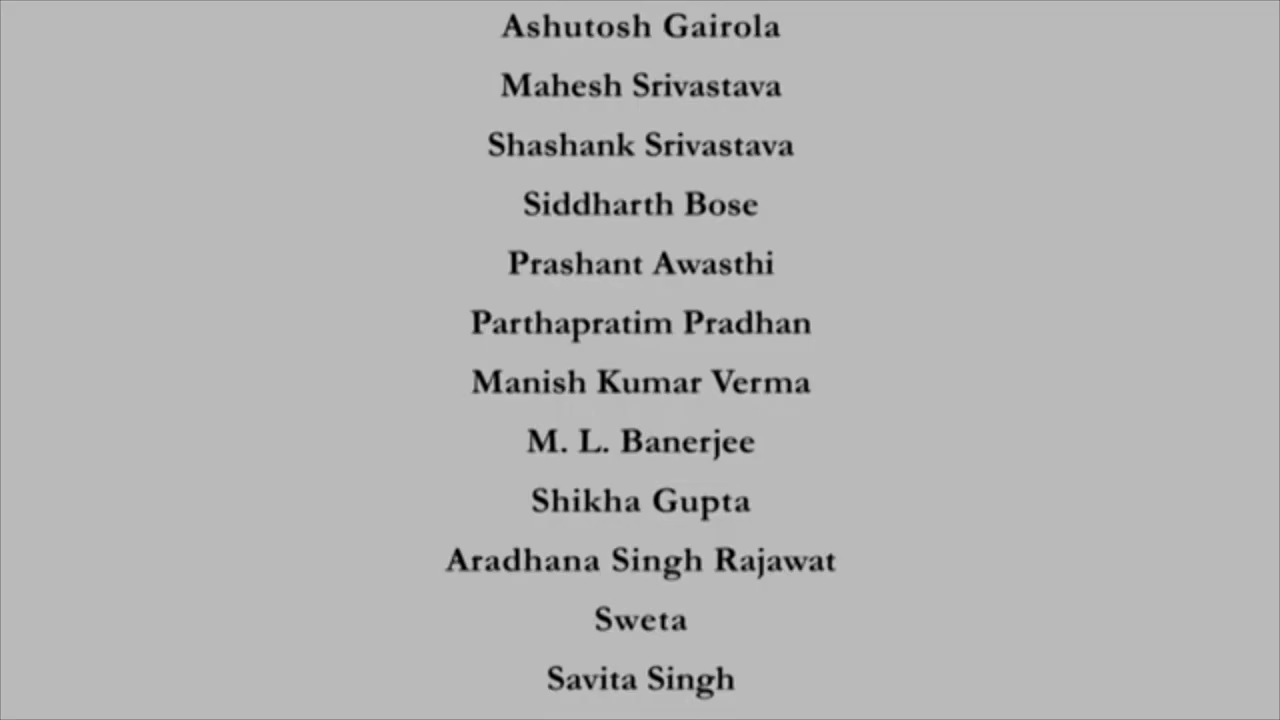 Ashutosh Gairola
Mahesh Srivastava
Shashank Srivastava
Siddharth Bose
Prashant Awasthi
Parthapratim Pradhan
Manish Kumar Verma
M. L. Banerjee
Shikha Gupta
Aradhana Singh Rajawat
Sweta
Savita Singh